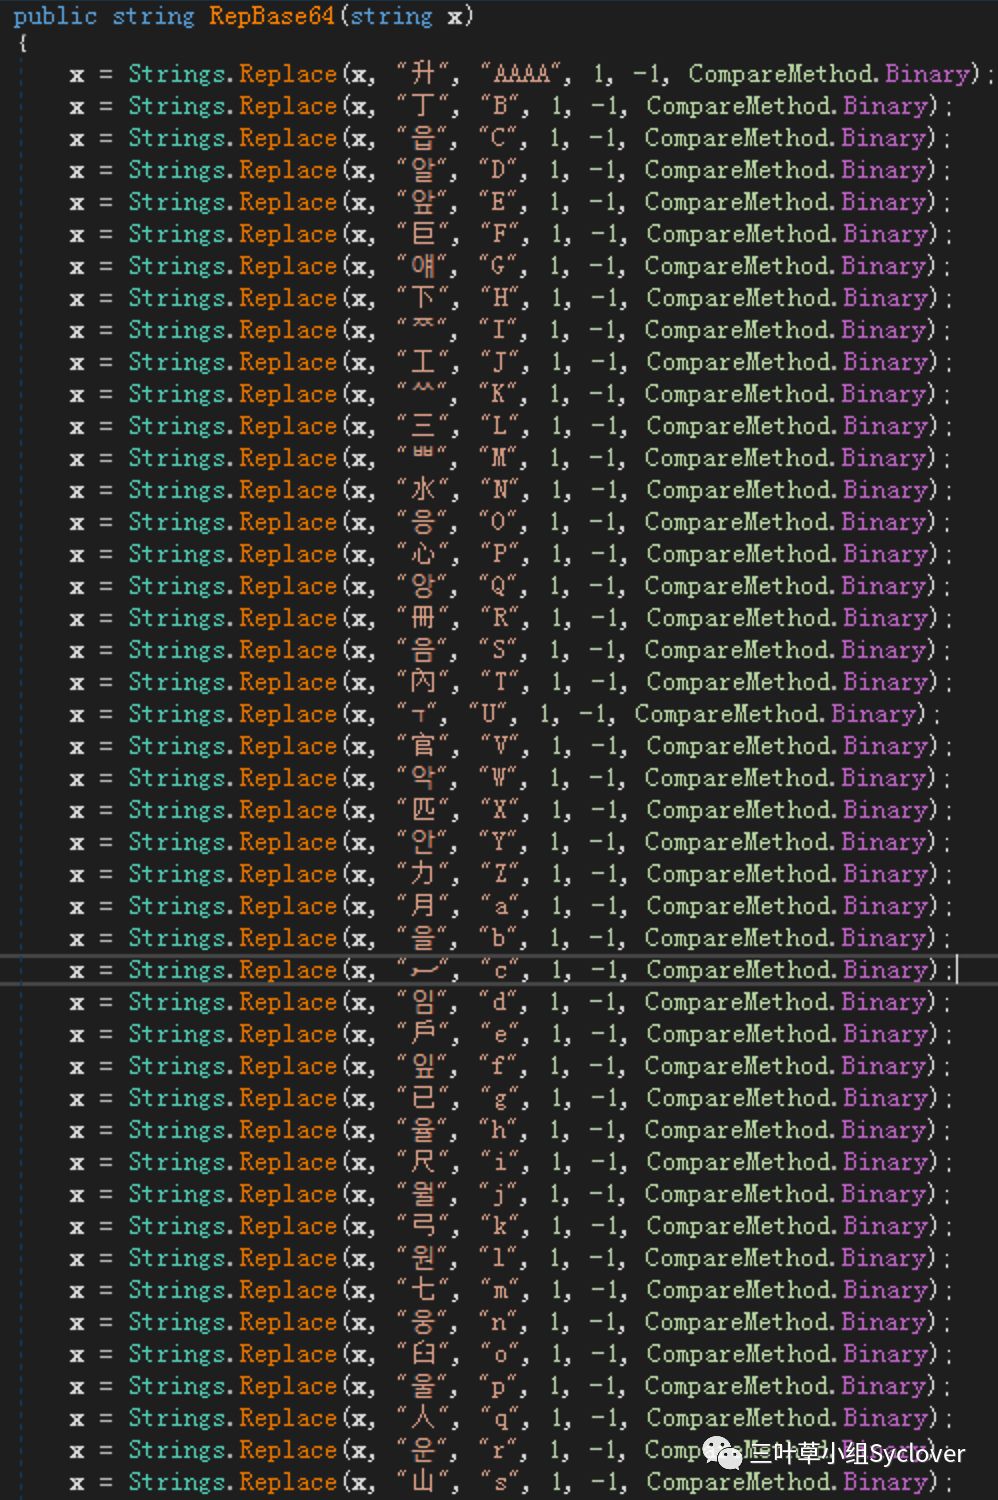 public string RepBase64(string x)
{
x = Strings.Replace(x, "升", "AAAA", 1, -1, CompareMethod.Binary);
x = Strings.Replace(x, "丁", "B", 1, -1, CompareMethod.Binary);
x = Strings.Replace(x, "읍", "C", 1, -1, CompareMethod.Binary);
x = Strings.Replace(x, "알", "D", 1, -1, CompareMethod.Binary);
x = Strings.Replace(x, "앞", "E", 1, -1, CompareMethod.Binary);
x = Strings.Replace(x, "巨", "F", 1, -1, CompareMethod.Binary);
x = Strings.Replace(x, "얘", "G", 1, -1, CompareMethod.Binary);
x = Strings.Replace(x, "下", "H", 1, -1, CompareMethod.Binary);
x = Strings.Replace(x, "ᅔ", "I", 1, -1, CompareMethod.Binary);
x = Strings.Replace(x, "工", "J", 1, -1, CompareMethod.Binary);
x = Strings.Replace(x, "ᄊ", "K", 1, -1, CompareMethod.Binary);
x = Strings.Replace(x, "三", "L", 1, -1, CompareMethod.Binary);
x = Strings.Replace(x, "ᄈ", "M", 1, -1, CompareMethod.Binary);
x = Strings.Replace(x, "水", "N", 1, -1, CompareMethod.Binary);
x = Strings.Replace(x, "응", "O", 1, -1, CompareMethod.Binary);
x = Strings.Replace(x, "心", "P", 1, -1, CompareMethod.Binary);
x = Strings.Replace(x, "앙", "Q", 1, -1, CompareMethod.Binary);
x = Strings.Replace(x, "冊", "R", 1, -1, CompareMethod.Binary);
x = Strings.Replace(x, "음", "S", 1, -1, CompareMethod.Binary);
x = Strings.Replace(x, "內", "T", 1, -1, CompareMethod.Binary);
x = Strings.Replace(x, "ㅜ", "U", 1, -1, CompareMethod.Binary);
x = Strings.Replace(x, "官", "V", 1, -1, CompareMethod.Binary);
x = Strings.Replace(x, "악", "W", 1, -1, CompareMethod.Binary);
x = Strings.Replace(x, "匹", "X", 1, -1, CompareMethod.Binary);
x = Strings.Replace(x, "안", "Y", 1, -1, CompareMethod.Binary);
x = Strings.Replace(x, "力", "Z", 1, -1, CompareMethod.Binary);
x = Strings.Replace(x, "月", "a", 1, -1, CompareMethod.Binary);
x = Strings.Replace(x, "을", "b", 1, -1, CompareMethod.Binary);
x = Strings.Replace(x, "", "c", 1, -1, CompareMethod.Binary);
x = Strings.Replace(x, "임", "d", 1, -1, CompareMethod.Binary);
x = Strings.Replace(x, "戶", "e", 1, -1, CompareMethod.Binary);
x = Strings.Replace(x, "잎", "f", 1, -1, CompareMethod.Binary);
x = Strings.Replace(x, "已", "g", 1, -1, CompareMethod.Binary);
x = Strings.Replace(x, "율", "h", 1, -1, CompareMethod.Binary);
x = Strings.Replace(x, "尺", "i", 1, -1, CompareMethod.Binary);
x = Strings.Replace(x, "월", "j", 1, -1, CompareMethod.Binary);
x = Strings.Replace(x, "弓", "k", 1, -1, CompareMethod.Binary);
x = Strings.Replace(x, "원", "l", 1, -1, CompareMethod.Binary);
x = Strings.Replace(x, "七", "m", 1, -1, CompareMethod.Binary);
x = Strings.Replace(x, "웅", "n", 1, -1, CompareMethod.Binary);
x = Strings.Replace(x, "臼", "o", 1, -1, CompareMethod.Binary);
x = Strings.Replace(x, "울", "p", 1, -1, CompareMethod.Binary);
x = Strings.Replace(x, "人", "q", 1, -1, CompareMethod.Binary);
x = Strings.Replace(x, "운", "r", 1, -1, CompareMethod.Binary);
三叶草小组Syclover
x = Strings.Replace(x, "山", "s", 1, -1, CompareMethod.Binary);